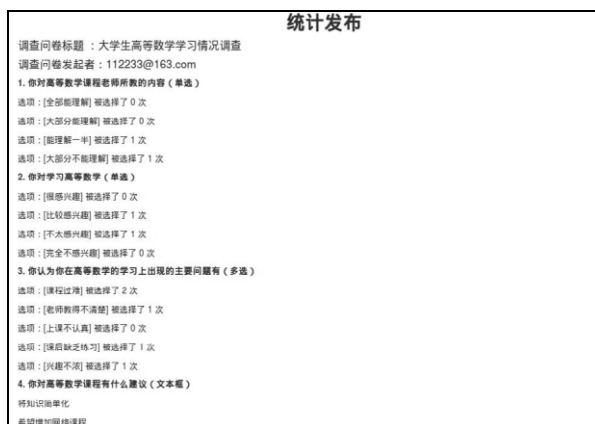 统计发布
调查问卷标题 ：大学生高等数学学习情况调查
调查问卷发起者：112233@163.com
1. 你对高等数学课程老师所教的内容（单选）
选项：[全部能理解] 被选择了 0 次
选项：[大部分能理解] 被选择了 0 次
选项：[能理解一半] 被选择了 1 次
选项：[大部分不能理解] 被选择了 1 次
2. 你对学习高等数学（单选）
选项：[很感兴趣] 被选择了 0 次
选项：[比较感兴趣] 被选择了 1 次
选项：[不太感兴趣] 被选择了 1 次
选项：[完全不感兴趣] 被选择了 0 次
3. 你认为你在高等数学的学习上出现的主要问题有（多选）
选项：[课程过难] 被选择了 2 次
选项：[老师教得不清楚] 被选择了 1 次
选项：[上课不认真] 被选择了 0 次
选项：[课后缺乏练习] 被选择了 1 次
选项：[兴趣不浓] 被选择了 1 次
4. 你对高等数学课程有什么建议（文本框）
将知识简单化
希望增加网络课程